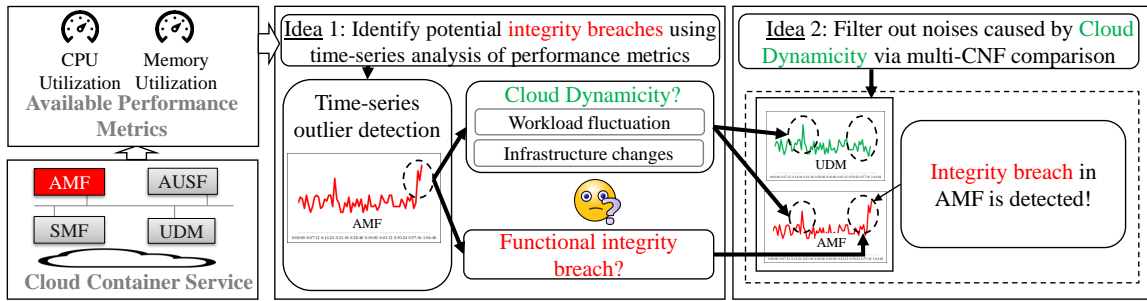 CPU
Utilization
Memory
Utilization
Available Performance
Metrics
AMF
AUSF
SMF
UDM
Cloud Container Service
Idea 1: Identify potential integrity breaches using
time-series analysis of performance metrics
Time-series
outlier detection
AMF
Cloud Dynamicity?
Workload fluctuation
Infrastructure changes
Functional integrity
breach?
Idea 2: Filter out noises caused by Cloud
Dynamicity via multi-CNF comparison
UDM
AMF
Integrity breach in
AMF is detected!